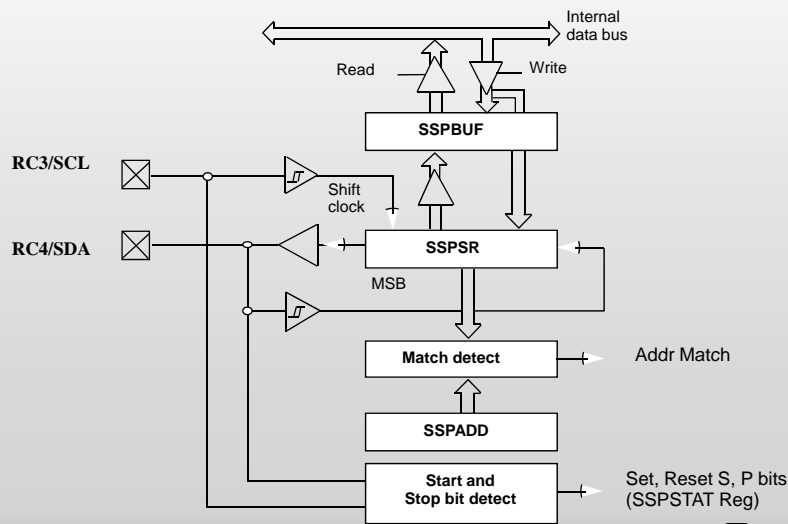 Internal
data bus
Read
Write
SSPBUF
RC3/SCL
Shift
clock
RC4/SDA
SSPSR
MSB
Match detect
Addr Match
SSPADD
Start and
Stop bit detect
Set, Reset S, P bits
(SSPSTAT Reg)